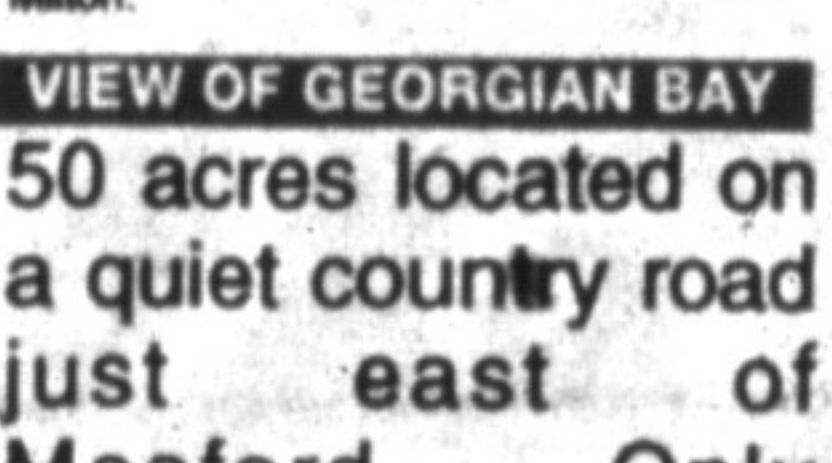 VIEW OF GEORGIAN BAY
50 acres located on
a quiet country road
just east of